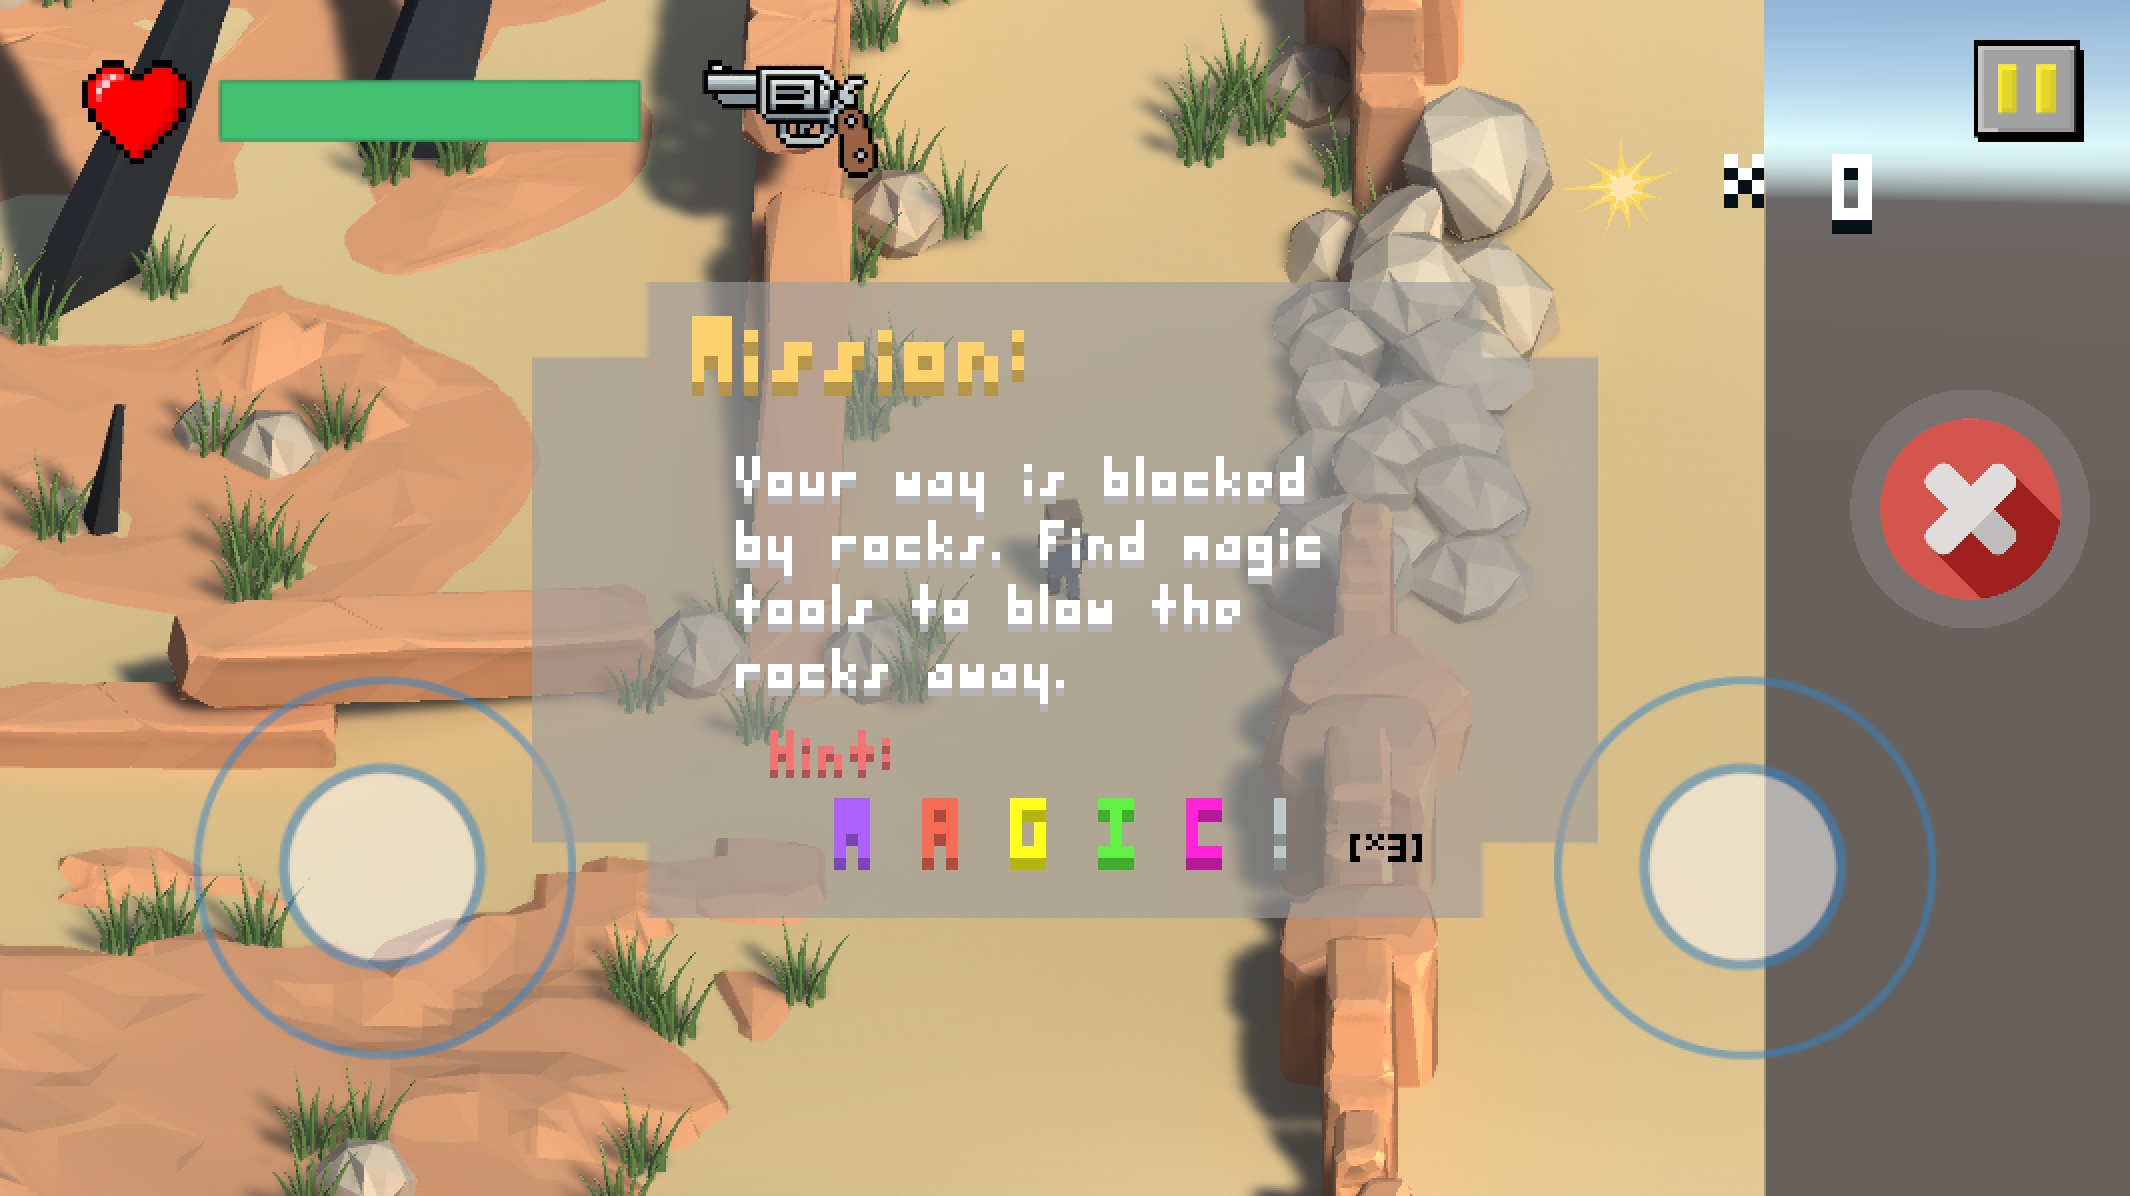 x 0
Mission!
Your way is blocked
by rocks. Find magic
tools to blow the
rocks away.
Hint:
MAGIC! [x3]